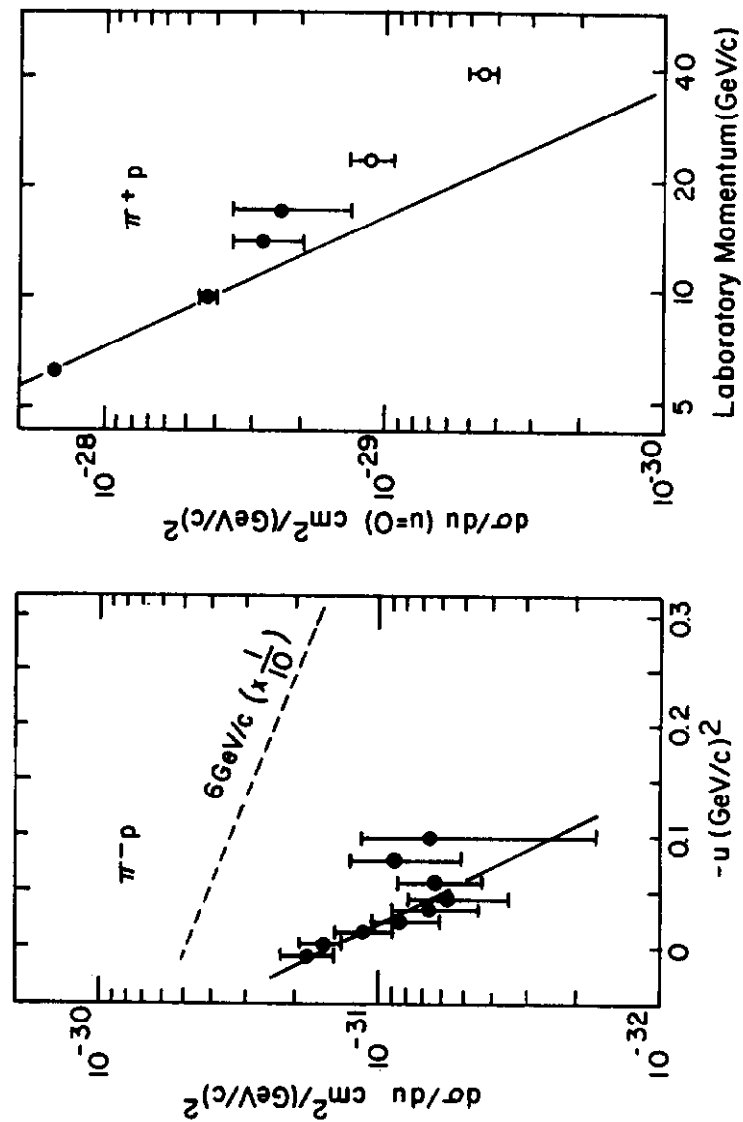 dσ/du cm²/(GeV/c)²
10⁻³⁰
10⁻³¹
10⁻³²
π⁻p
6 GeV/c (x 1/10)
0
0.1
0.2
0.3
-u (GeV/c)²
dσ/du (u=0) cm²/(GeV/c)²
10⁻²⁸
10⁻²⁹
10⁻³⁰
π⁺p
5
10
20
40
Laboratory Momentum (GeV/c)